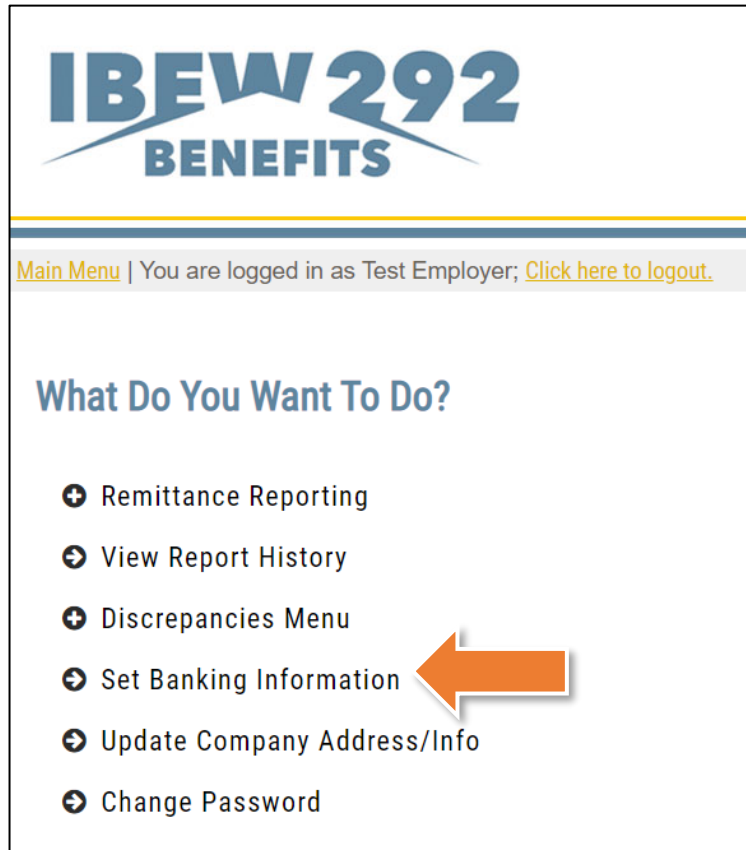 IBEW 292
BENEFITS
Main Menu | You are logged in as Test Employer; Click here to logout.
What Do You Want To Do?
Remittance Reporting
View Report History
Discrepancies Menu
Set Banking Information
Update Company Address/Info
Change Password